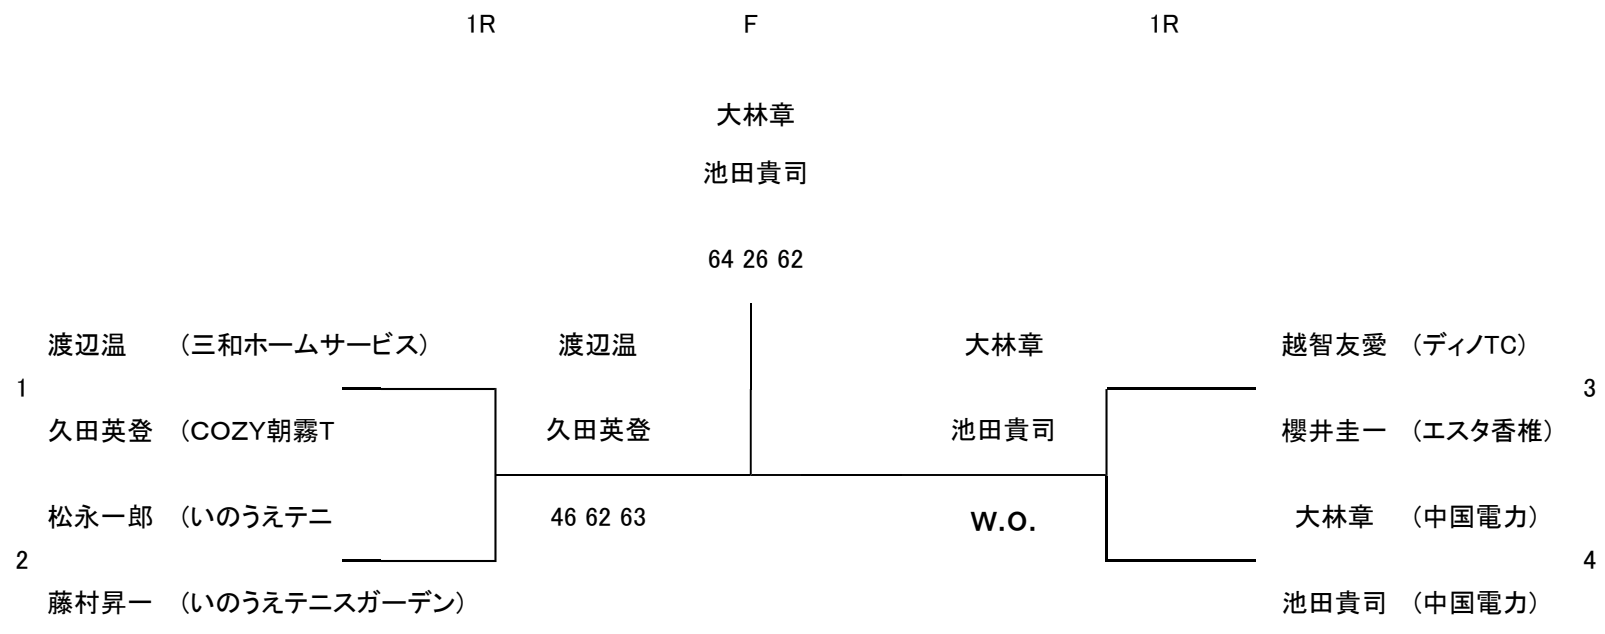 1R F 1R
大林章
池田貴司
64 26 62
渡辺温 (三和ホームサービス) 渡辺温 大林章 越智友愛 (ディノTC)
1 3
久田英登 (COZY朝霧T 久田英登 池田貴司 櫻井圭一 (エスタ香椎)
松永一郎 (いのうえテニ 46 62 63 W.O. 大林章 (中国電力)
2 4
藤村昇一 (いのうえテニスガーデン) 池田貴司 (中国電力)